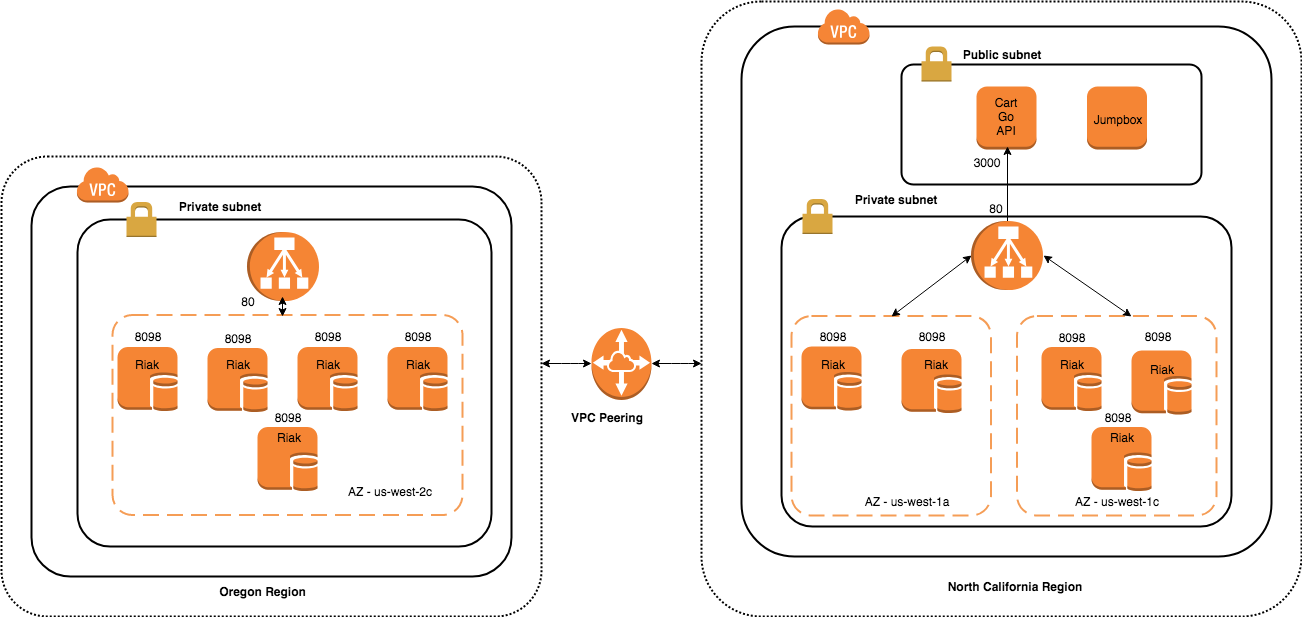 VPC
Private subnet
80
8098
8098
8098
8098
Riak
Riak
Riak
Riak
8098
Riak
AZ - us-west-2c
Oregon Region
VPC Peering
VPC
Public subnet
Cart
Go
API
Jumpbox
3000
Private subnet
80
8098
8098
Riak
Riak
AZ - us-west-1a
8098
8098
Riak
Riak
8098
Riak
AZ - us-west-1c
North California Region